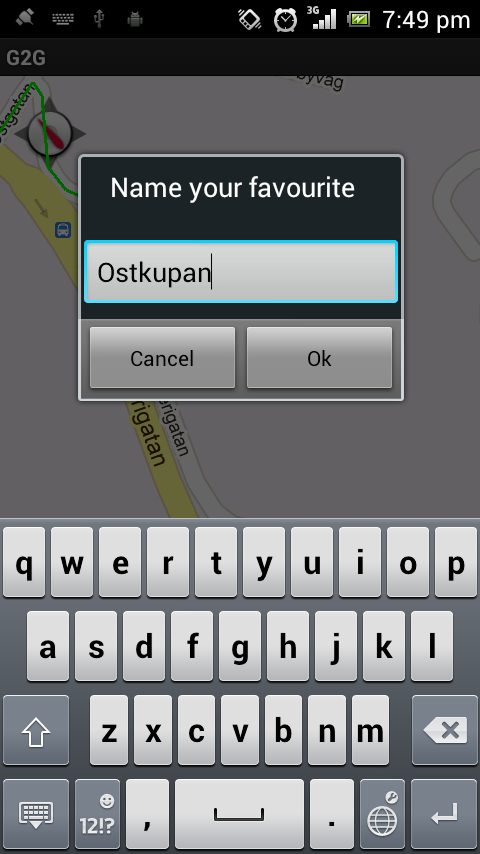 3G 7:49 pm
G2G
Name your favourite
Ostkupan
Cancel Ok
q w e r t y u i o p
a s d f g h j k l
z x c v b n m
12!? , .